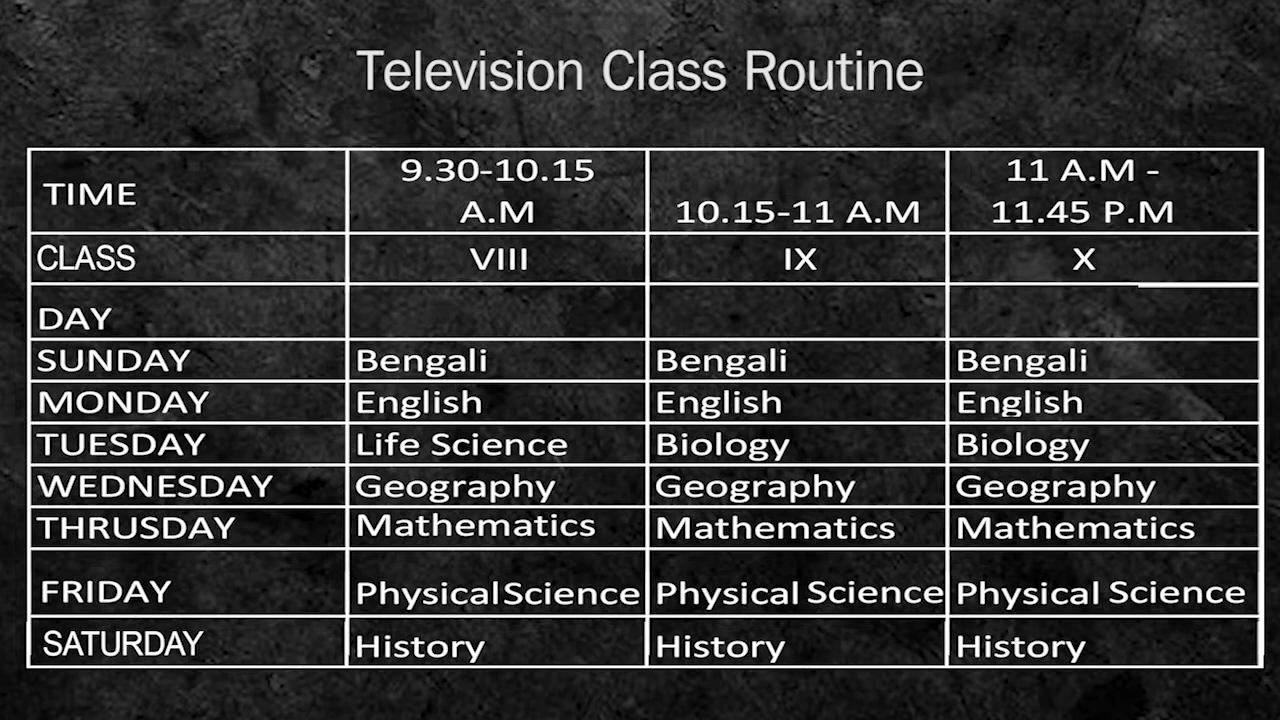 Television Class Routine
TIME 9.30-10.15 A.M 10.15-11 A.M 11 A.M - 11.45 P.M
CLASS VIII IX X
DAY
SUNDAY Bengali Bengali Bengali
MONDAY English English English
TUESDAY Life Science Biology Biology
WEDNESDAY Geography Geography Geography
THRUSDAY Mathematics Mathematics Mathematics
FRIDAY Physical Science Physical Science Physical Science
SATURDAY History History History